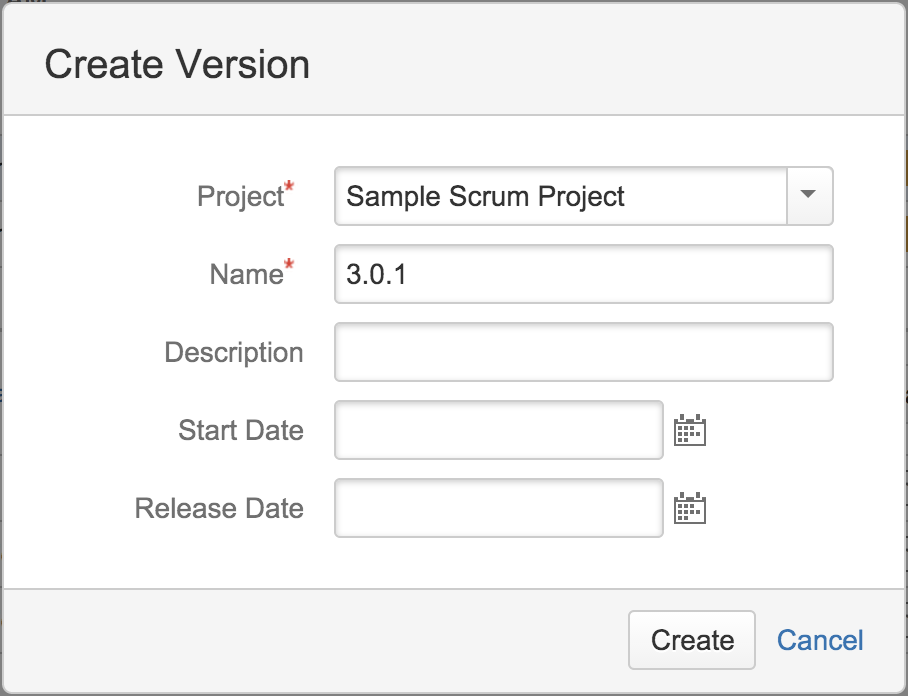 Create Version
Project*
Sample Scrum Project
Name*
3.0.1
Description
Start Date
Release Date
Create Cancel